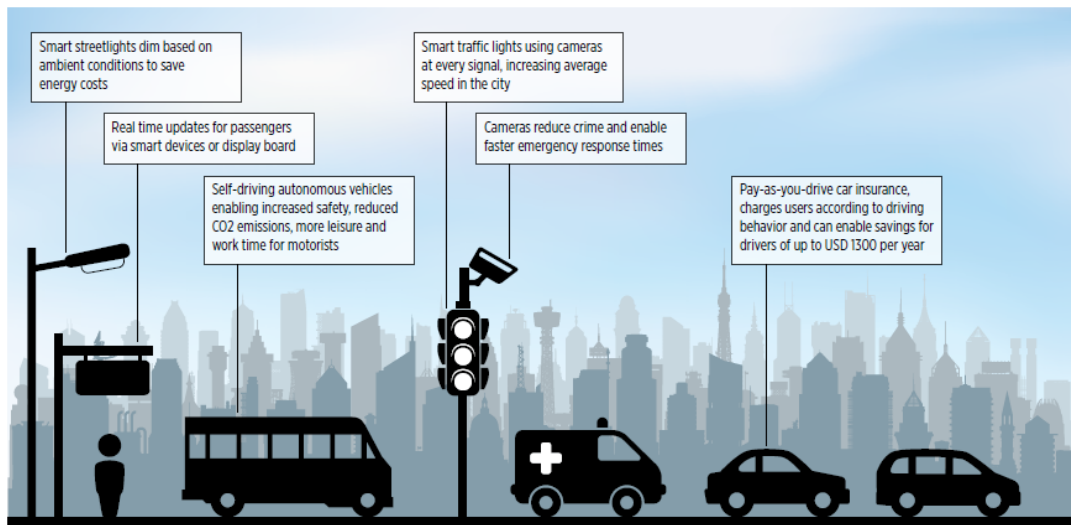 Smart streetlights dim based on
ambient conditions to save
energy costs
Real time updates for passengers
via smart devices or display board
Self-driving autonomous vehicles
enabling increased safety, reduced
CO2 emissions, more leisure and
work time for motorists
Smart traffic lights using cameras
at every signal, increasing average
speed in the city
Cameras reduce crime and enable
faster emergency response times
Pay-as-you-drive car insurance,
charges users according to driving
behavior and can enable savings for
drivers of up to USD 1300 per year